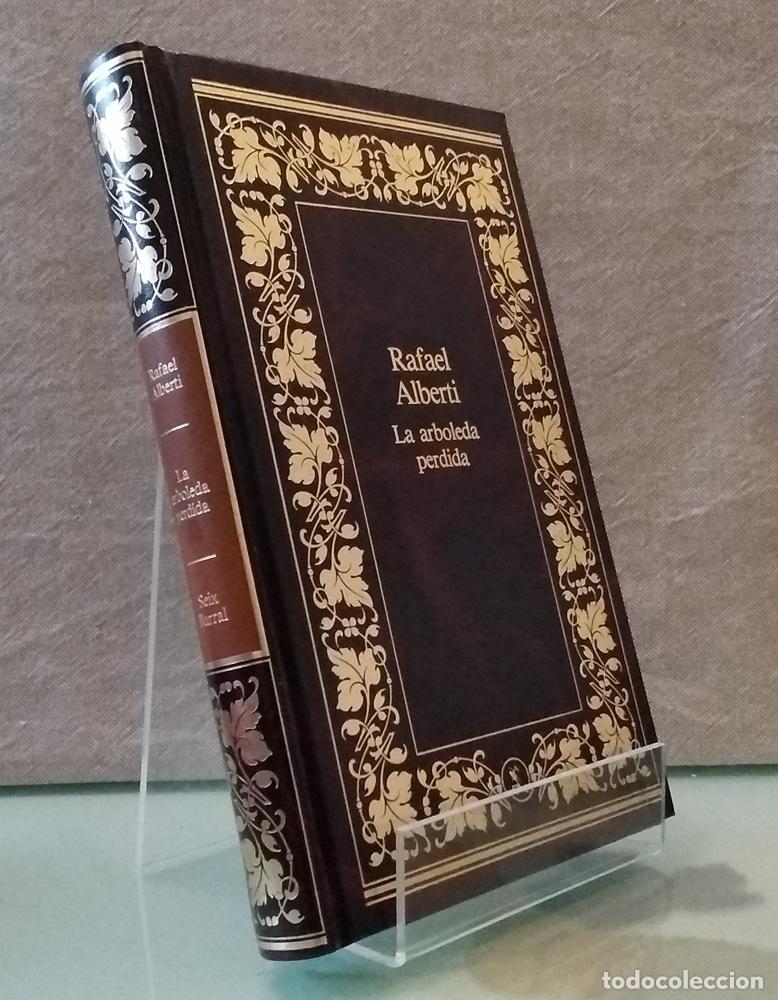 Rafael
Alberti
La arboleda
perdida
Rafael
Alberti
La
arboleda
perdida
Seix
Barral
todocoleccion